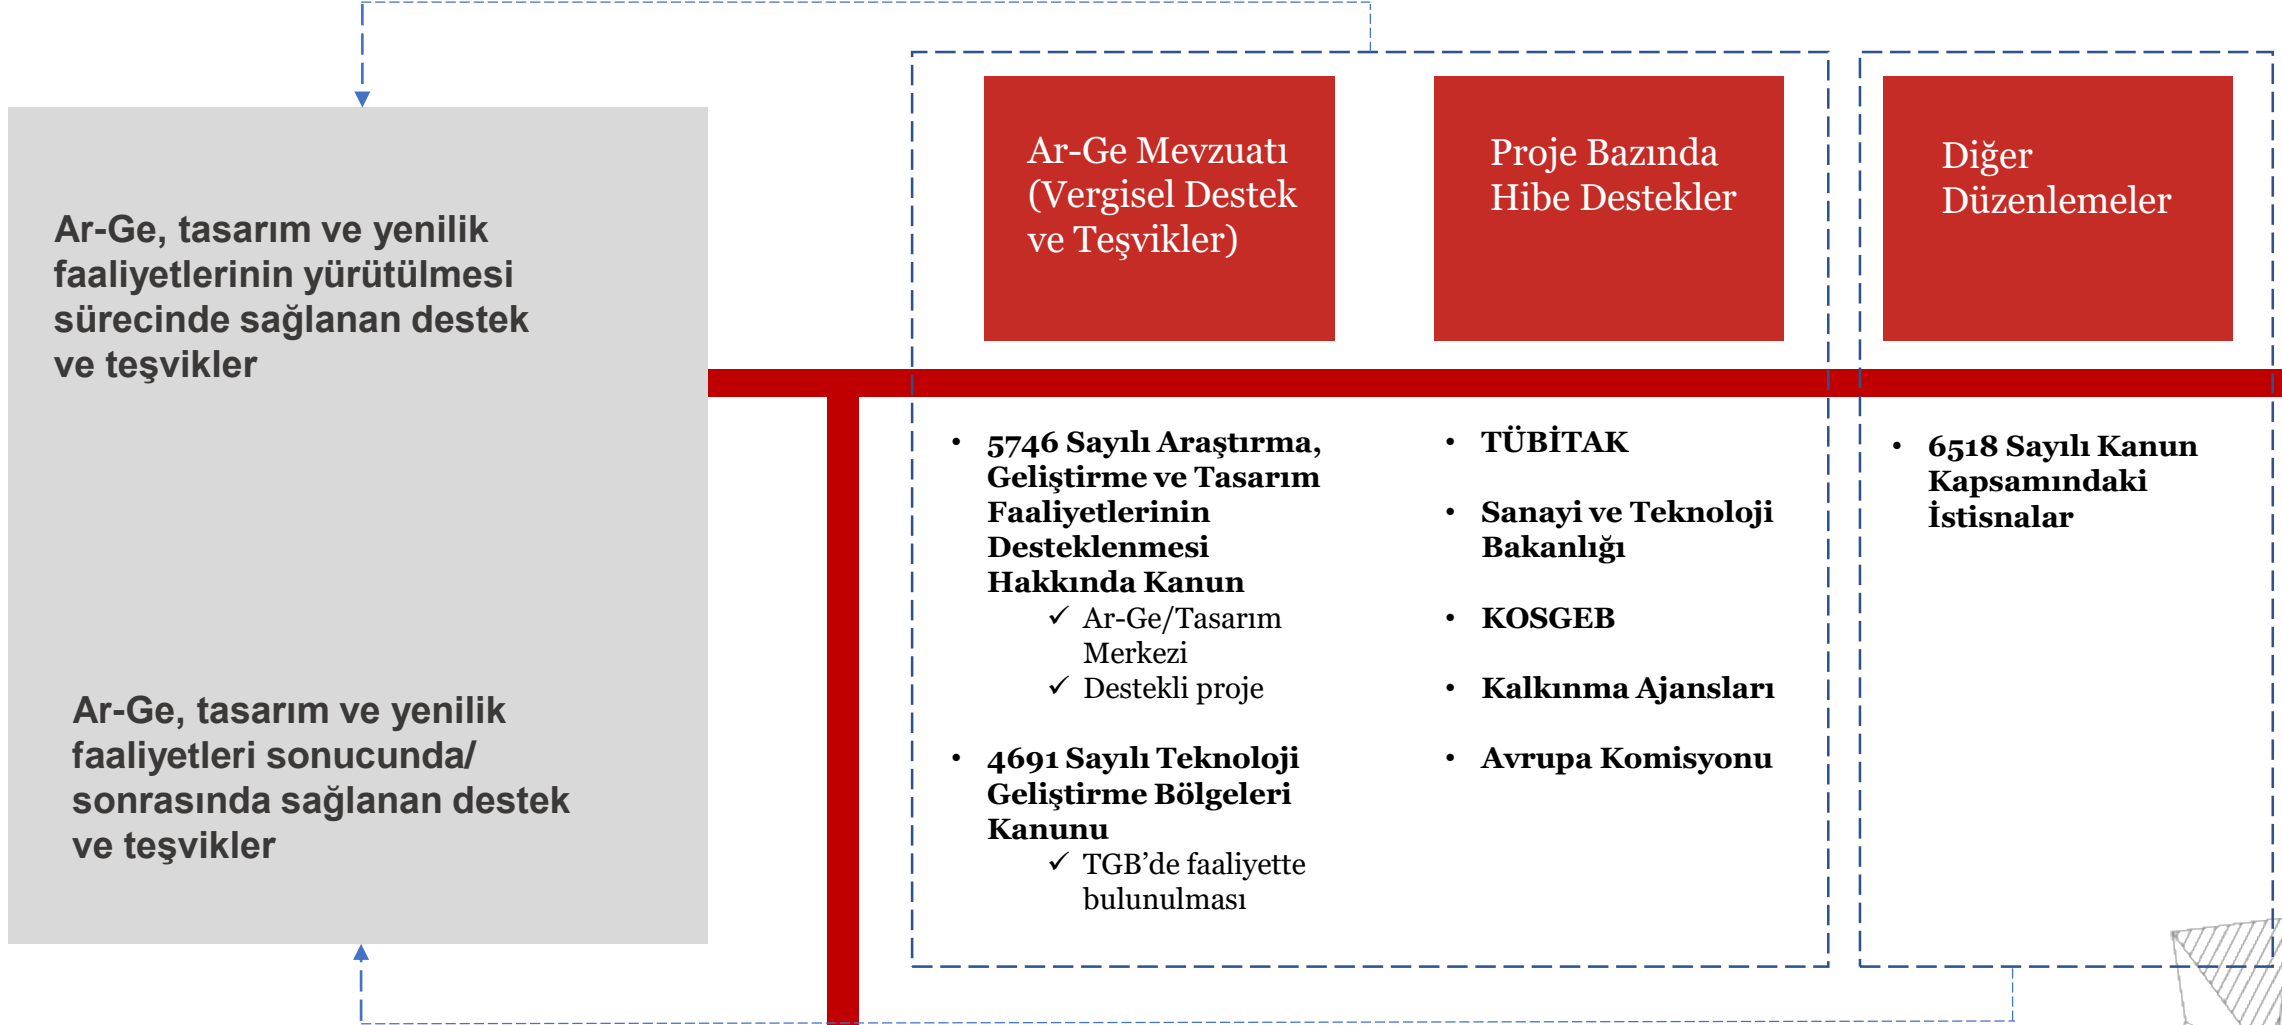 Ar-Ge, tasarım ve yenilik
faaliyetlerinin yürütülmesi
sürecinde sağlanan destek
ve teşvikler
Ar-Ge, tasarım ve yenilik
faaliyetleri sonucunda/
sonrasında sağlanan destek
ve teşvikler
Ar-Ge Mevzuatı
(Vergisel Destek
ve Teşvikler)
• 5746 Sayılı Araştırma,
Geliştirme ve Tasarım
Faaliyetlerinin
Desteklenmesi
Hakkında Kanun
✓ Ar-Ge/Tasarım
Merkezi
✓ Destekli proje
• 4691 Sayılı Teknoloji
Geliştirme Bölgeleri
Kanunu
✓ TGB’de faaliyette
bulunulması
Proje Bazında
Hibe Destekler
• TÜBİTAK
• Sanayi ve Teknoloji
Bakanlığı
• KOSGEB
• Kalkınma Ajansları
• Avrupa Komisyonu
Diğer
Düzenlemeler
• 6518 Sayılı Kanun
Kapsamındaki
İstisnalar